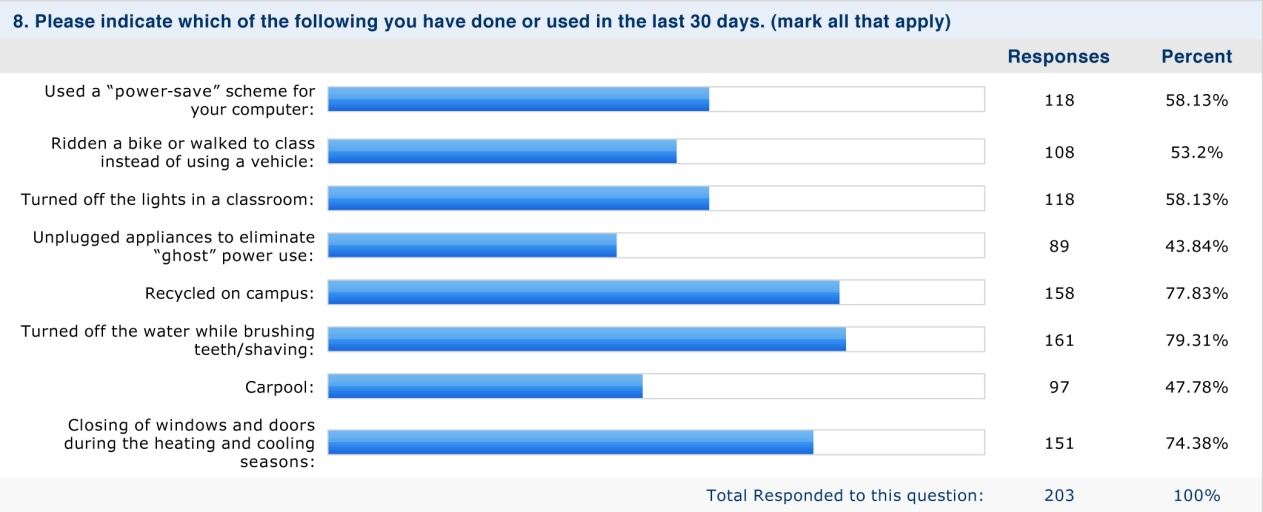 8. Please indicate which of the following you have done or used in the last 30 days. (mark all that apply)
Responses Percent
Used a “power-save” scheme for
your computer: 118 58.13%
Ridden a bike or walked to class
instead of using a vehicle: 108 53.2%
Turned off the lights in a classroom: 118 58.13%
Unplugged appliances to eliminate
“ghost” power use: 89 43.84%
Recycled on campus: 158 77.83%
Turned off the water while brushing
teeth/shaving: 161 79.31%
Carpool: 97 47.78%
Closing of windows and doors
during the heating and cooling
seasons: 151 74.38%
Total Responded to this question: 203 100%